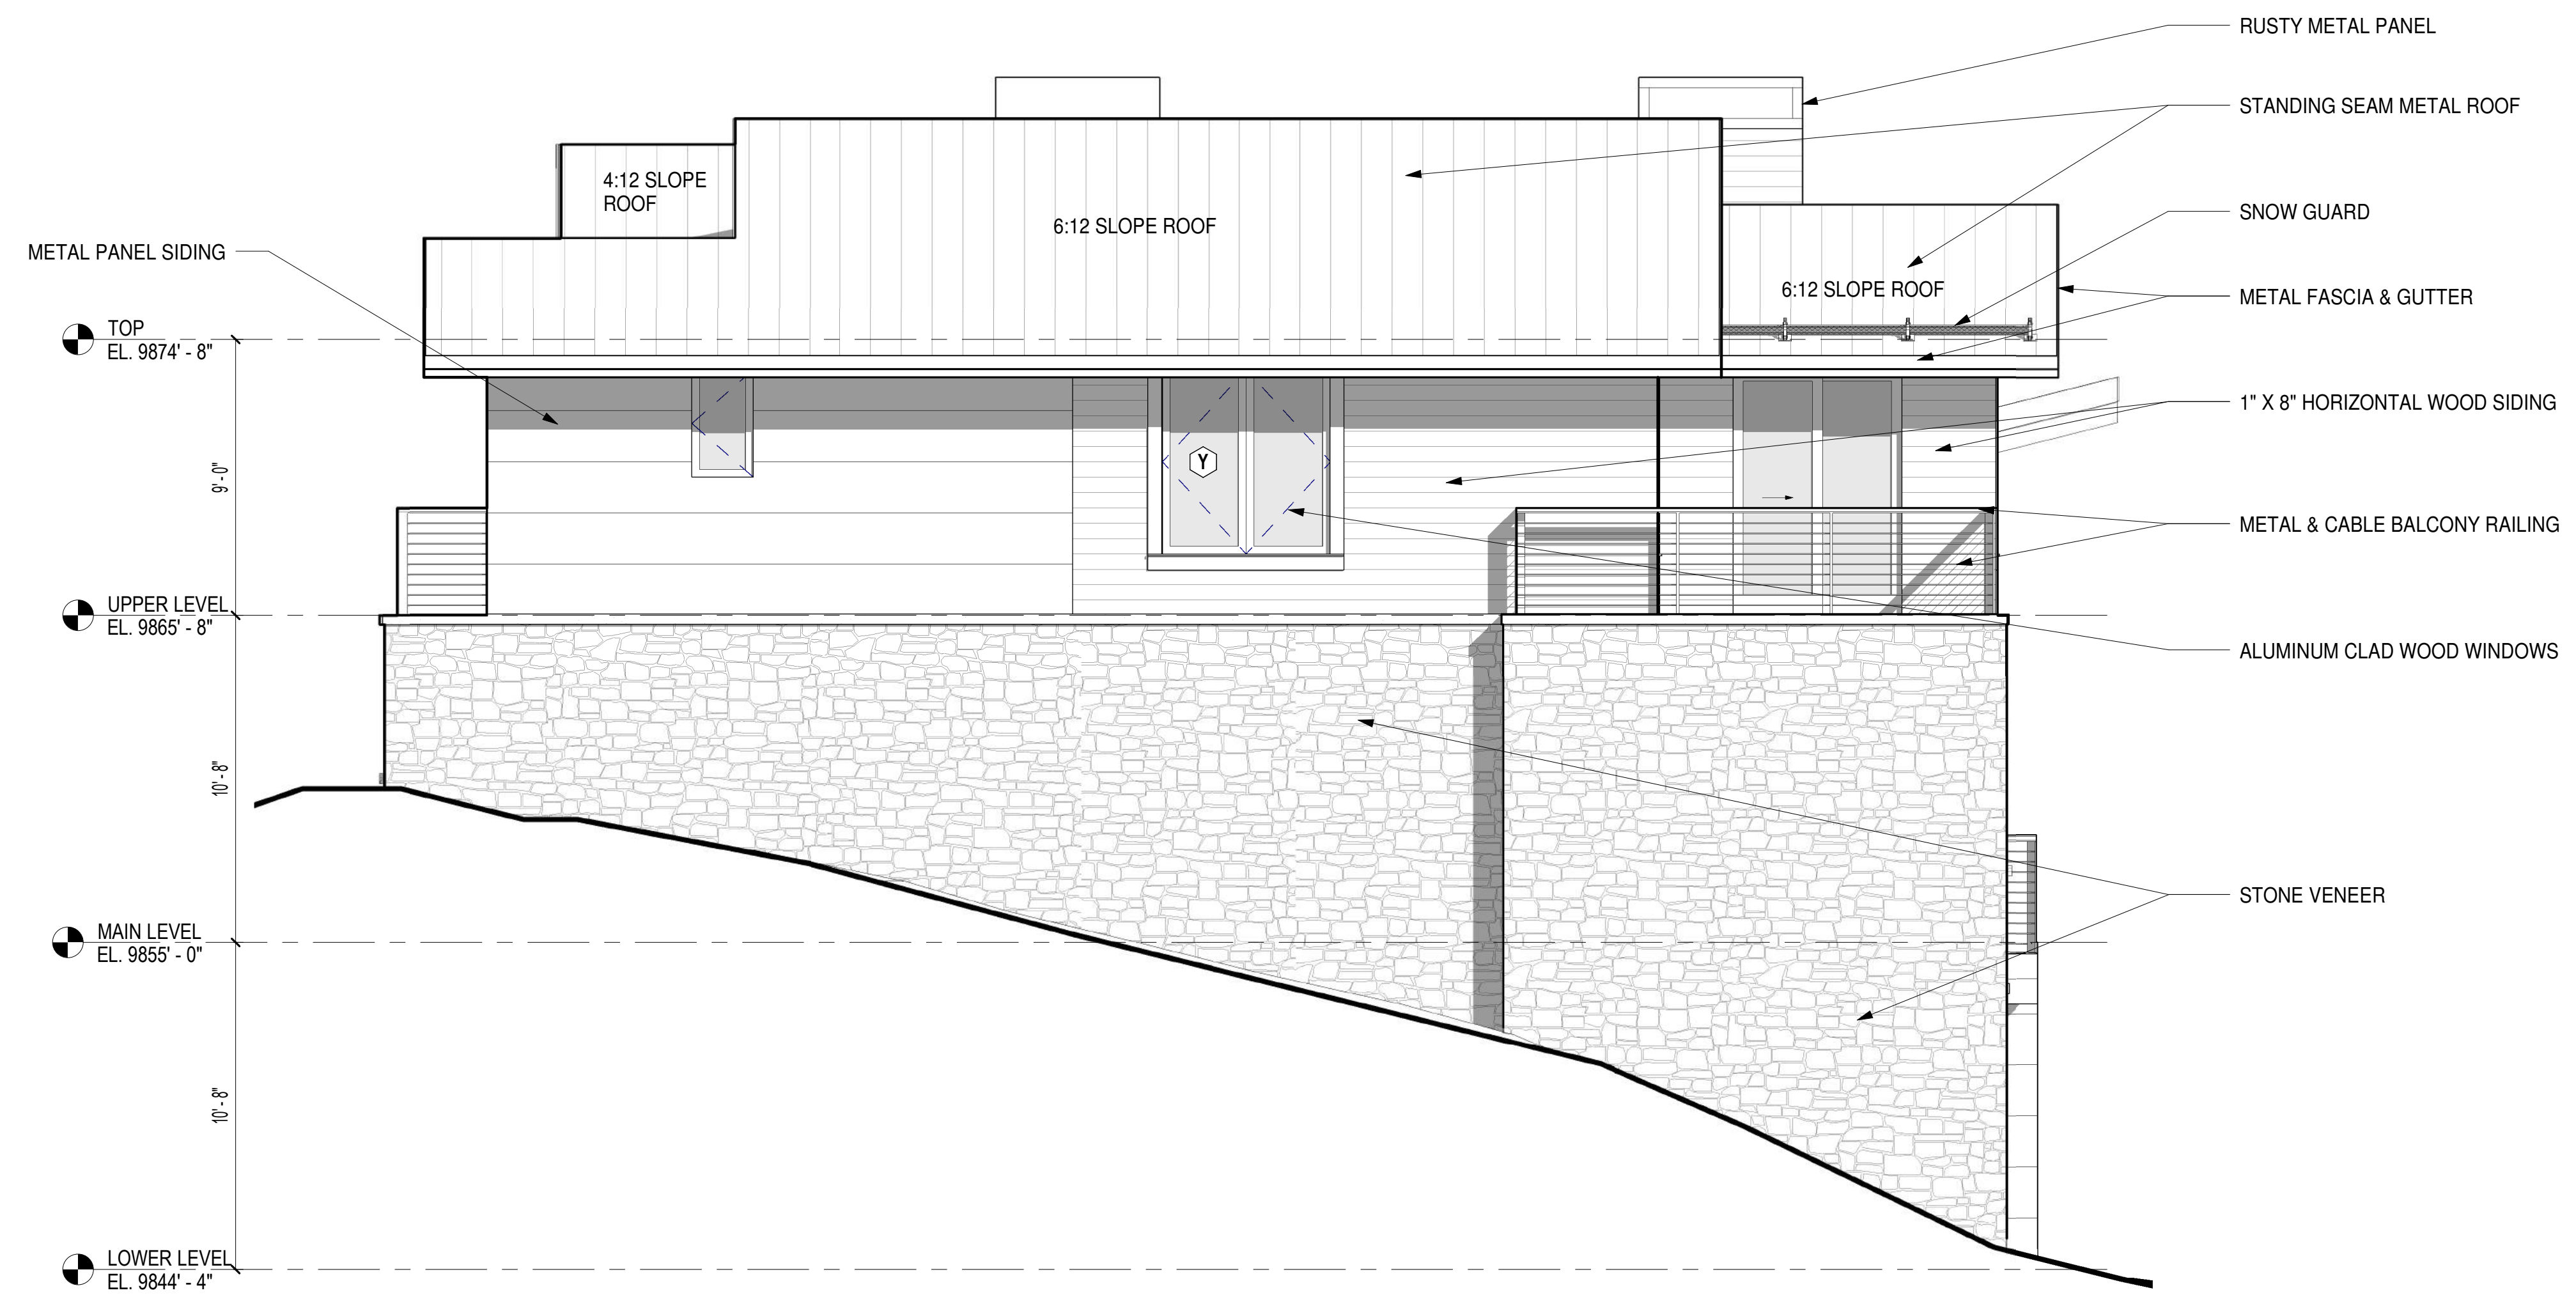 RUSTY METAL PANEL
STANDING SEAM METAL ROOF
4:12 SLOPE
ROOF
6:12 SLOPE ROOF
SNOW GUARD
METAL PANEL SIDING
6:12 SLOPE ROOF
METAL FASCIA & GUTTER
TOP
EL. 9874' - 8"
1" X 8" HORIZONTAL WOOD SIDING
Y
9' - 0"
METAL & CABLE BALCONY RAILING
UPPER LEVEL
EL. 9865' - 8"
ALUMINUM CLAD WOOD WINDOWS
10' - 8"
STONE VENEER
MAIN LEVEL
EL. 9855' - 0"
10' - 8"
LOWER LEVEL
EL. 9844' - 4"